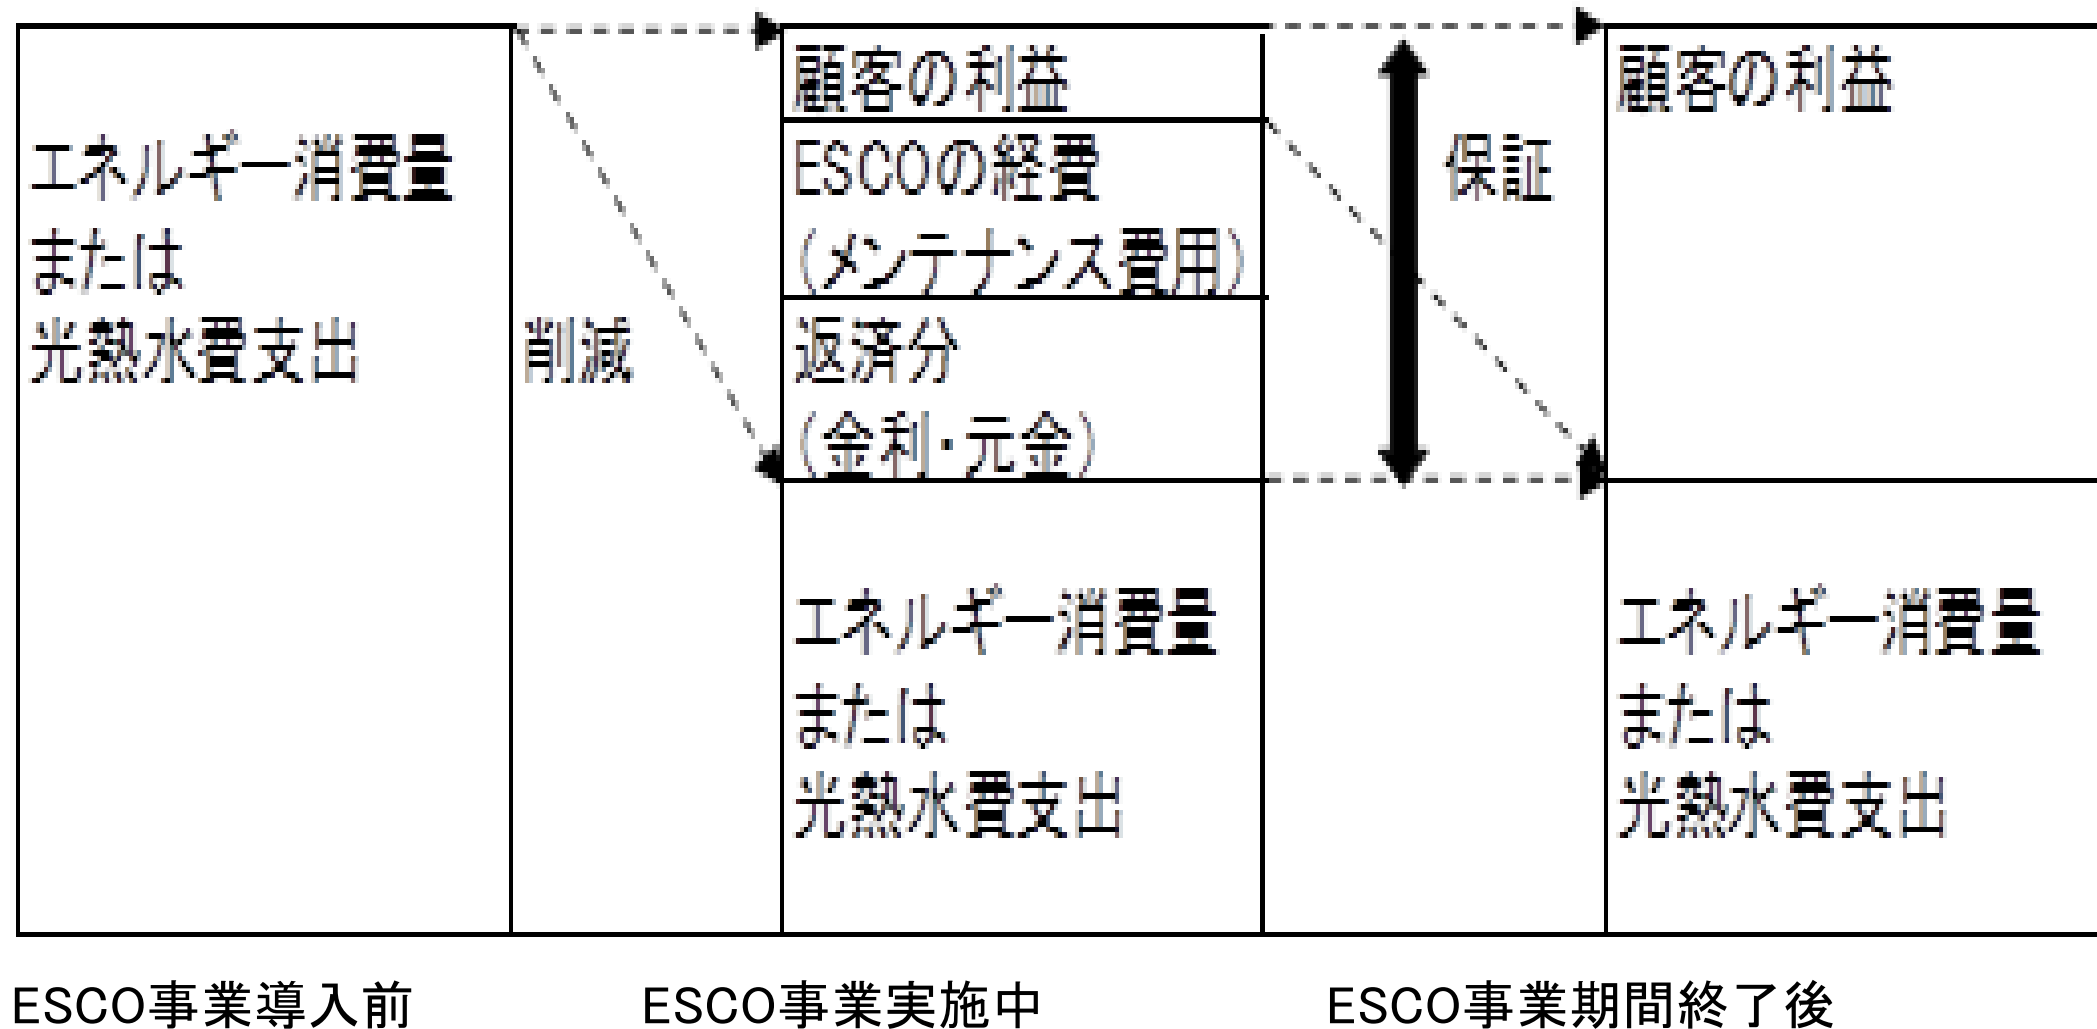 エネルギー消費量
または
光熱水費支出
削減
顧客の利益
ESCOの経費
(メンテナンス費用)
返済分
(金利・元金)
エネルギー消費量
または
光熱水費支出
保証
顧客の利益
エネルギー消費量
または
光熱水費支出
ESCO事業導入前
ESCO事業実施中
ESCO事業期間終了後